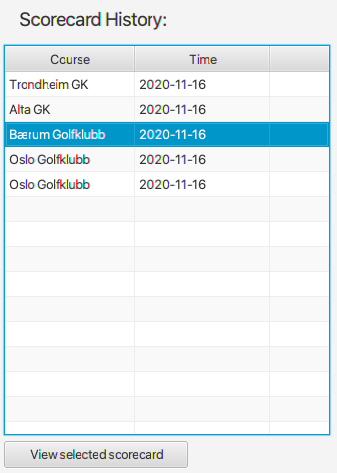 Scorecard History:
Course Time
Trondheim GK 2020-11-16
Alta GK 2020-11-16
Bærum Golfklubb 2020-11-16
Oslo Golfklubb 2020-11-16
Oslo Golfklubb 2020-11-16
View selected scorecard